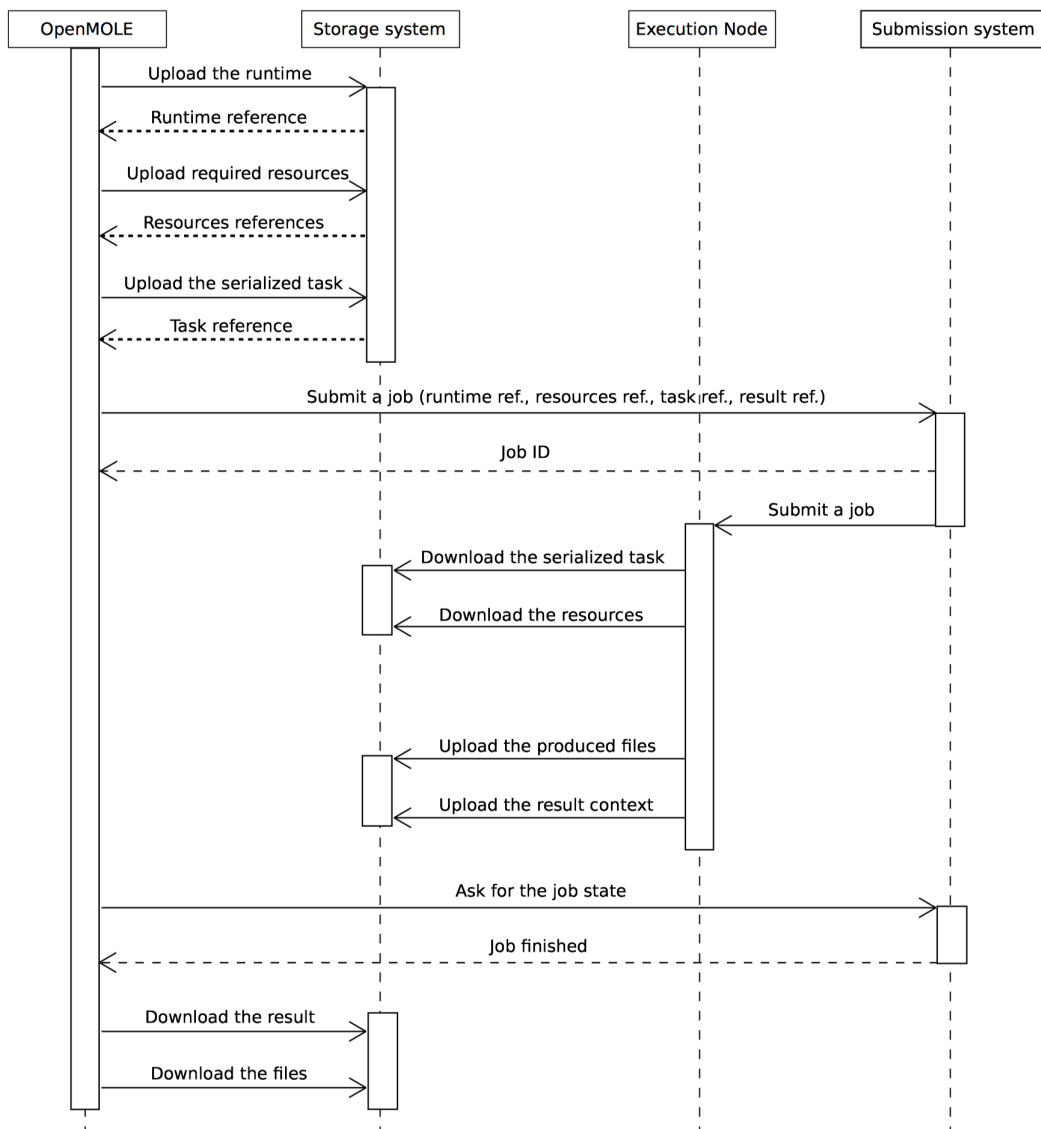 OpenMOLE
Storage system
Execution Node
Submission system
Upload the runtime
Runtime reference
Upload required resources
Resources references
Upload the serialized task
Task reference
Submit a job (runtime ref., resources ref., task ref., result ref.)
Job ID
Submit a job
Download the serialized task
Download the resources
Upload the produced files
Upload the result context
Ask for the job state
Job finished
Download the result
Download the files